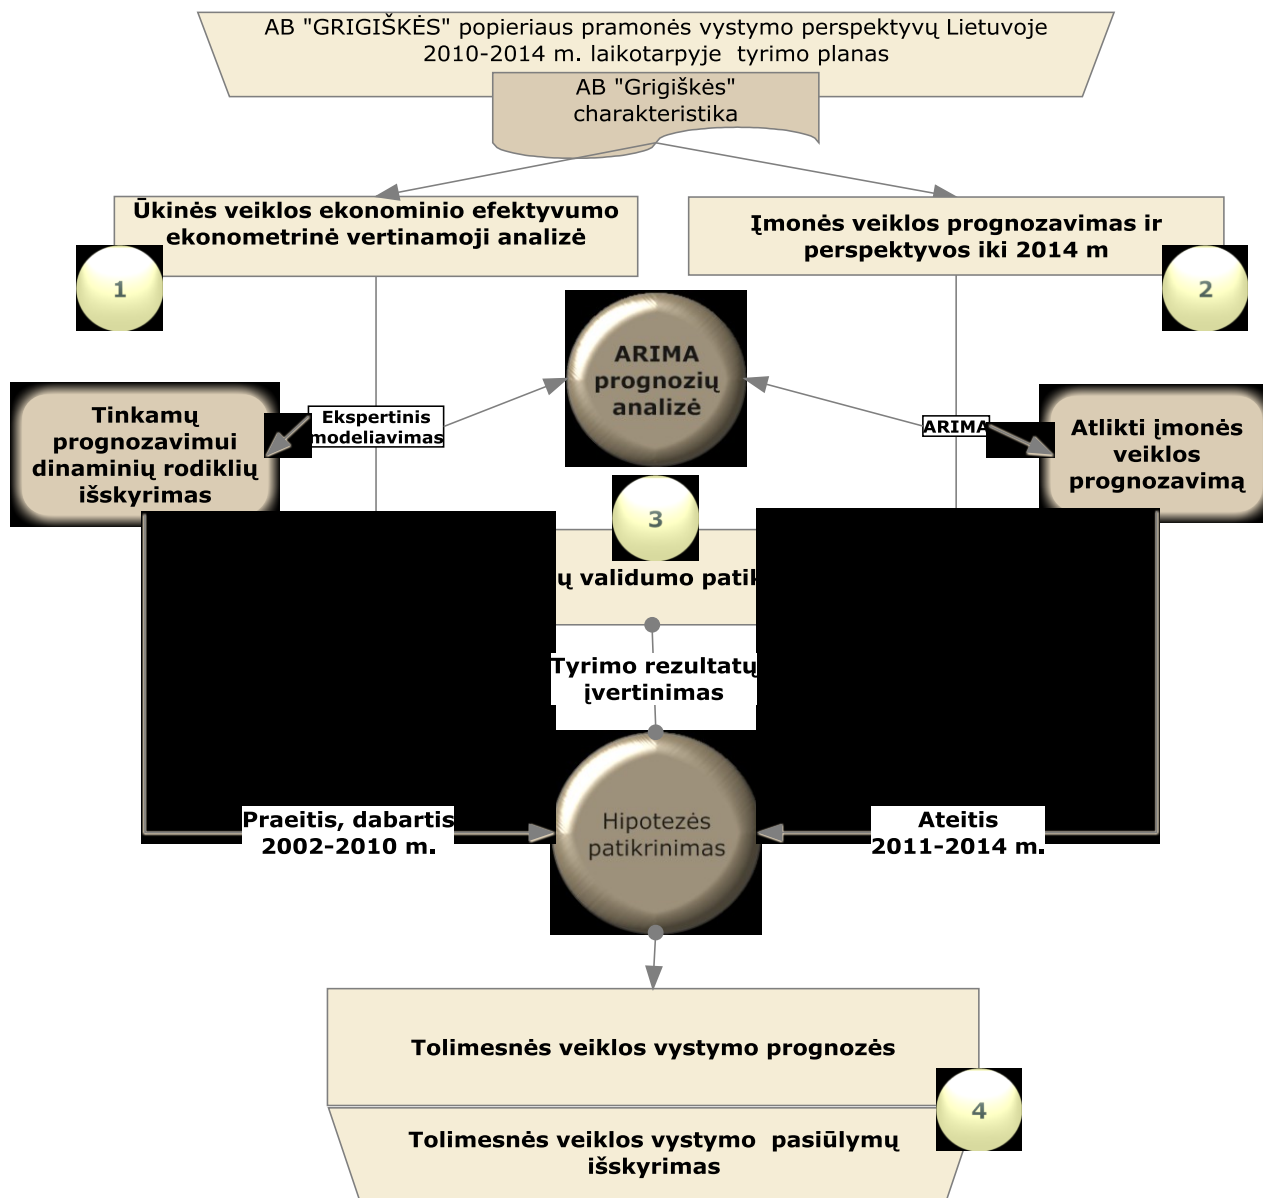 AB "GRIGIŠKĖS" popieriaus pramonės vystymo perspektyvų Lietuvoje
2010-2014 m. laikotarpyje  tyrimo planas
AB "Grigiškės"
charakteristika
Ūkinės veiklos ekonominio efektyvumo
ekonometrinė vertinamoji analizė
Įmonės veiklos prognozavimas ir
perspektyvos iki 2014 m
1
2
ARIMA
prognozių
analizė
Tinkamų
prognozavimui
dinaminių rodiklių
išskyrimas
Ekspertinis
modeliavimas
ARIMA
Atlikti įmonės
veiklos
prognozavimą
3
validumo
Tyrimo rezultatų
įvertinimas
Praeitis, dabartis
2002-2010 m.
Hipotezės
patikrinimas
Ateitis
2011-2014 m.
Tolimesnės veiklos vystymo prognozės
4
Tolimesnės veiklos vystymo  pasiūlymų
išskyrimas